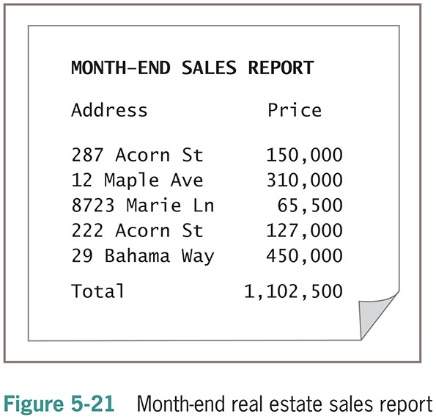 MONTH–END SALES REPORT
Address Price
287 Acorn St 150,000
12 Maple Ave 310,000
8723 Marie Ln 65,500
222 Acorn St 127,000
29 Bahama Way 450,000
Total 1,102,500
Figure 5-21 Month-end real estate sales report